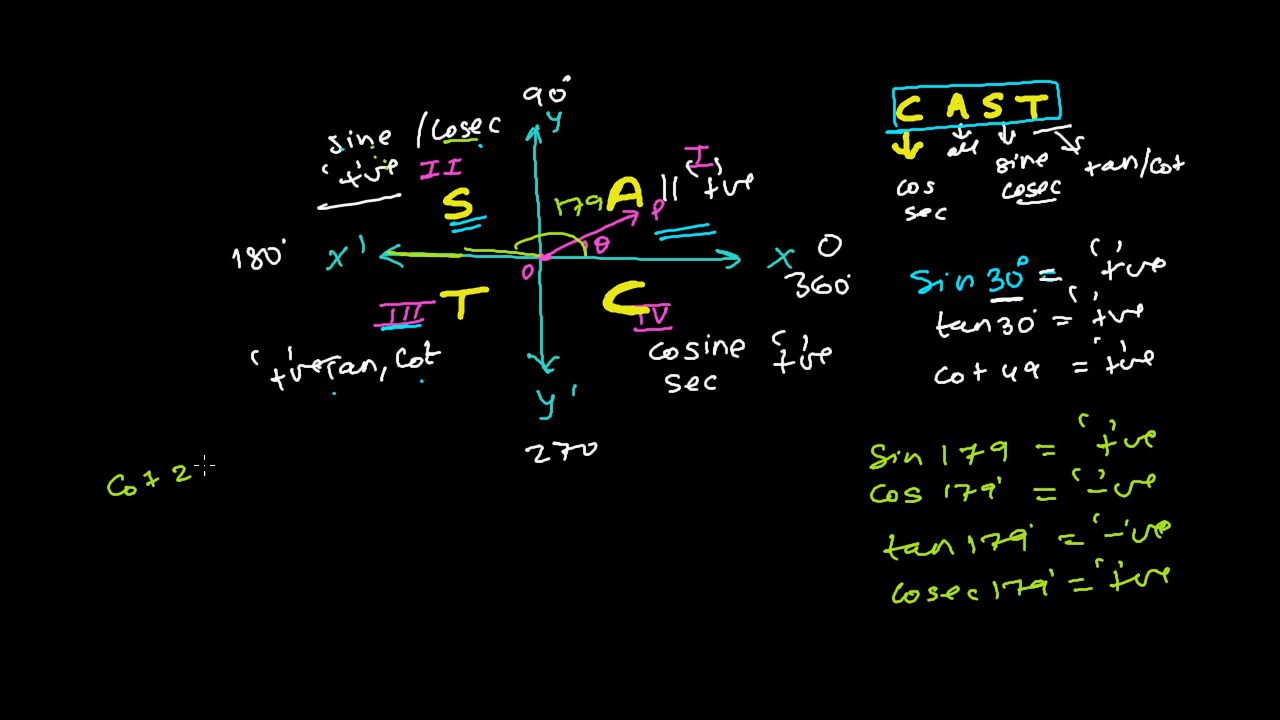 90°
y
sine / cosec
'+'ve II
S
179
A
P
I
11 '+'ve
θ
180°
x'
O
X
0
360°
III
T
C
IV
'+'ve Tan, Cot
cosine '+'ve
sec
y'
270
Cot 2
C A S T
cos
sec
all
sine
cosec
tan/cot
Sin 30° = '+'ve
tan 30° = '+'ve
cot 49 = '+'ve
Sin 179 = '+'ve
Cos 179° = '-'ve
tan 179° = '-'ve
Cosec 179° = '+'ve